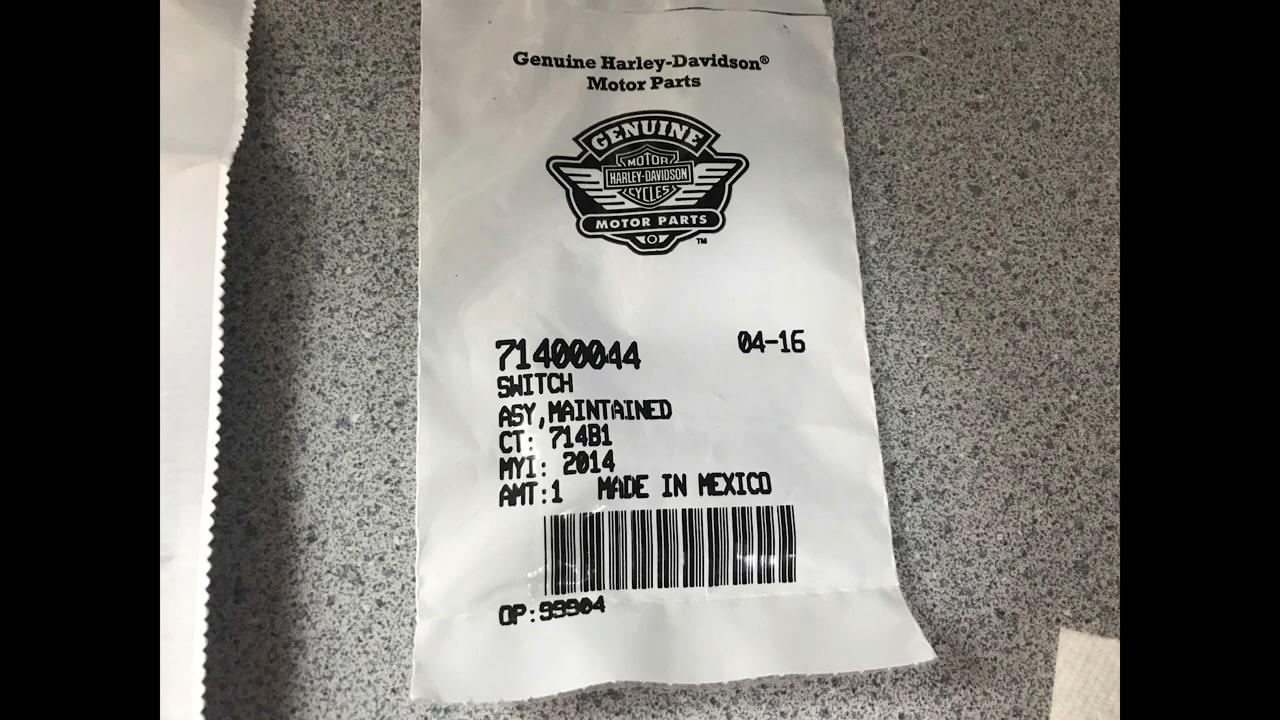 Genuine Harley-Davidson®
Motor Parts
GENUINE
MOTOR
HARLEY-DAVIDSON
CYCLES
MOTOR PARTS
TM
71400044 04-16
SWITCH
ASY,MAINTAINED
CT: 714B1
MYI: 2014
AMT:1 MADE IN MEXICO
OP:99904